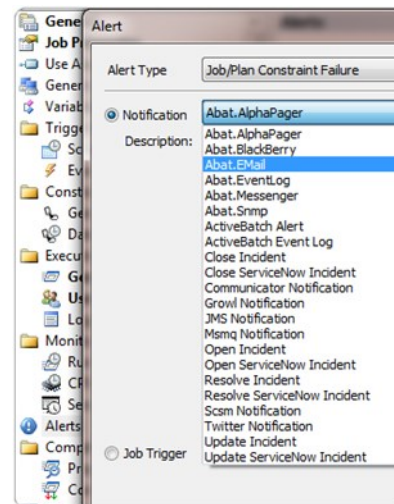 Gene
Alert
Job P
Use A
Gener
Variab
Trigge
Sc
Ev
Const
Ge
Da
Execu
Ge
Us
Lo
Monit
Ru
CP
Se
Alerts
Comp
Pr
Co
Alert Type
Job/Plan Constraint Failure
Notification
Abat.AlphaPager
Description:
Abat.AlphaPager
Abat.BlackBerry
Abat.EMail
Abat.EventLog
Abat.Messenger
Abat.Snmp
ActiveBatch Alert
ActiveBatch Event Log
Close Incident
Close ServiceNow Incident
Communicator Notification
Growl Notification
JMS Notification
Msmq Notification
Open Incident
Open ServiceNow Incident
Resolve Incident
Resolve ServiceNow Incident
Scsm Notification
Twitter Notification
Update Incident
Update ServiceNow Incident
Job Trigger